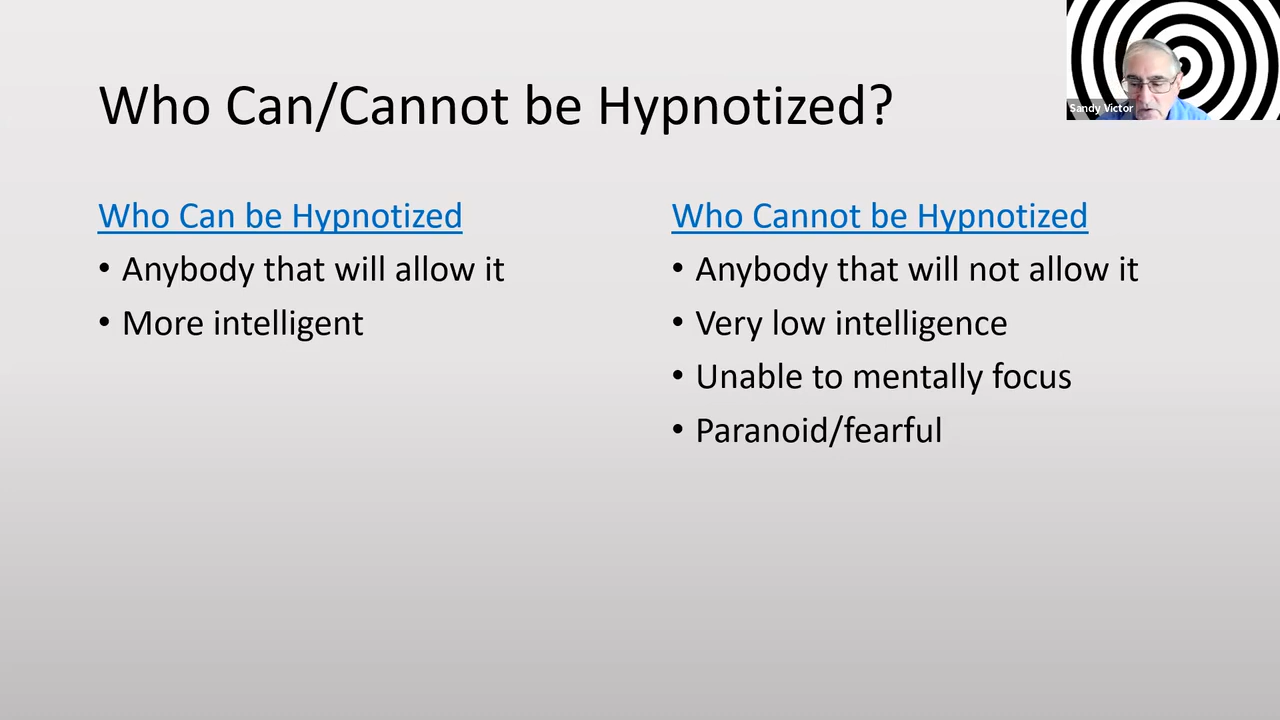 Who Can/Cannot be Hypnotized?
Sandy Victor
Who Can be Hypnotized
• Anybody that will allow it
• More intelligent
Who Cannot be Hypnotized
• Anybody that will not allow it
• Very low intelligence
• Unable to mentally focus
• Paranoid/fearful